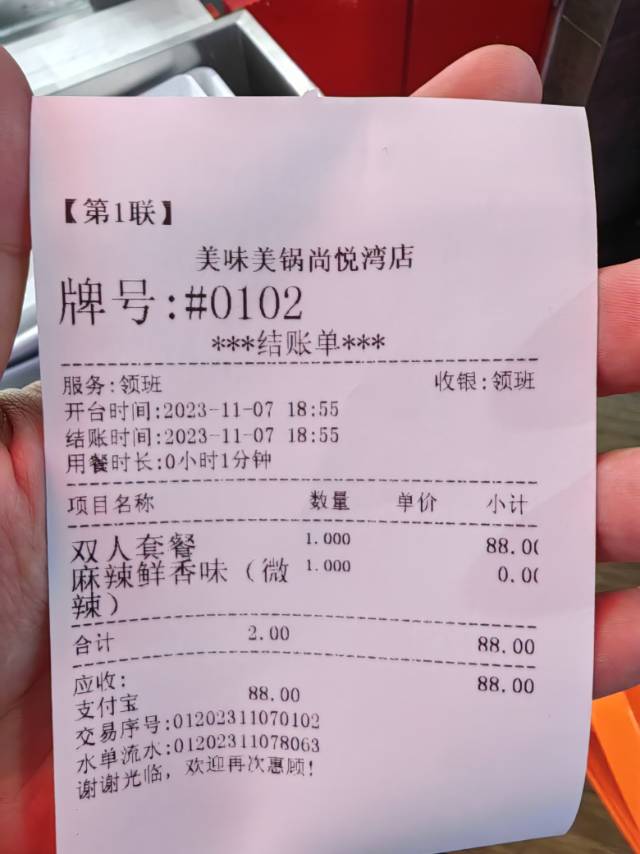 【第1联】
美味美锅尚悦湾店
牌号:#0102
***结账单***
服务:领班 收银:领班
开台时间:2023-11-07 18:55
结账时间:2023-11-07 18:55
用餐时长:0小时1分钟
项目名称 数量 单价 小计
双人套餐 1.000 88.00
麻辣鲜香味（微 1.000 0.00
辣）
合计 2.00 88.00
应收: 88.00
支付宝 88.00
交易序号:01202311070102
水单流水:01202311078063
谢谢光临，欢迎再次惠顾!